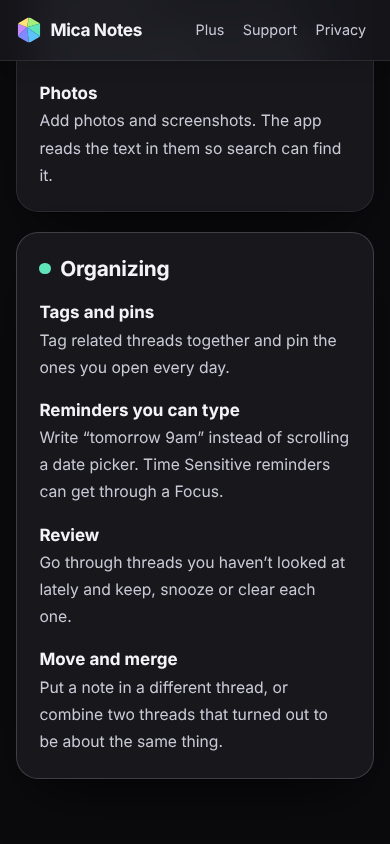 Mica Notes
Plus
Support
Privacy
Photos
Add photos and screenshots. The app
reads the text in them so search can find
it.
Organizing
Tags and pins
Tag related threads together and pin the
ones you open every day.
Reminders you can type
Write “tomorrow 9am” instead of scrolling
a date picker. Time Sensitive reminders
can get through a Focus.
Review
Go through threads you haven’t looked at
lately and keep, snooze or clear each
one.
Move and merge
Put a note in a different thread, or
combine two threads that turned out to
be about the same thing.